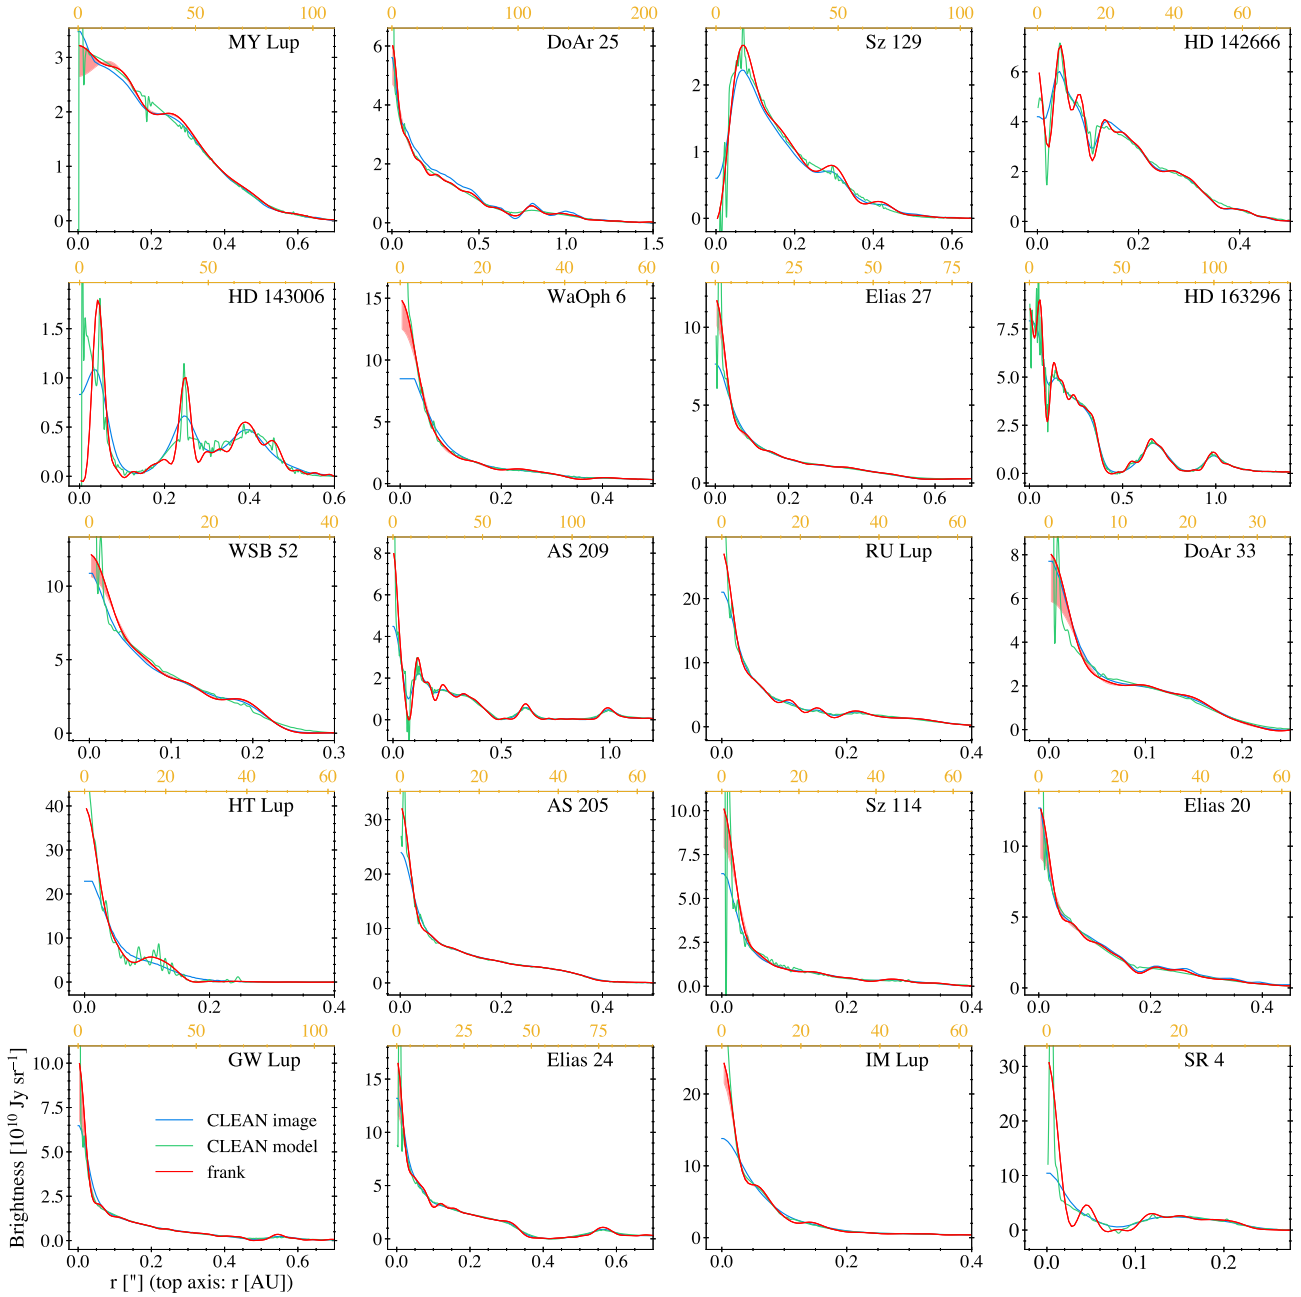 0 50 100
0 100 200
0 50 100
0 20 40 60
MY Lup
DoAr 25
Sz 129
HD 142666
3
2
1
0
6
4
2
0
2
1
0
6
4
2
0
0.0 0.2 0.4 0.6
0.0 0.5 1.0 1.5
0.0 0.2 0.4 0.6
0.0 0.2 0.4
0 50
0 20 40 60
0 25 50 75
0 50 100
HD 143006
WaOph 6
Elias 27
HD 163296
1.5
1.0
0.5
0.0
15
10
5
0
10
5
0
7.5
5.0
2.5
0.0
0.0 0.2 0.4 0.6
0.0 0.2 0.4
0.0 0.2 0.4 0.6
0.0 0.5 1.0
0 20 40
0 50 100
0 20 40 60
0 10 20 30
WSB 52
AS 209
RU Lup
DoAr 33
10
5
0
8
6
4
2
0
20
10
0
8
6
4
2
0
0.0 0.1 0.2 0.3
0.0 0.5 1.0
0.0 0.2 0.4
0.0 0.1 0.2
0 20 40 60
0 20 40 60
0 20 40 60
0 20 40 60
HT Lup
AS 205
Sz 114
Elias 20
40
30
20
10
0
30
20
10
0
10.0
7.5
5.0
2.5
0.0
10
5
0
0.0 0.2 0.4
0.0 0.2 0.4
0.0 0.2 0.4
0.0 0.2 0.4
0 50 100
0 25 50 75
0 20 40 60
0 20
GW Lup
Elias 24
IM Lup
SR 4
10.0
7.5
5.0
2.5
0.0
15
10
5
0
20
10
0
30
20
10
0
CLEAN image
CLEAN model
frank
Brightness [10¹⁰ Jy sr⁻¹]
0.0 0.2 0.4 0.6
0.0 0.2 0.4 0.6
0.0 0.2 0.4
0.0 0.1 0.2
r ["] (top axis: r [AU])